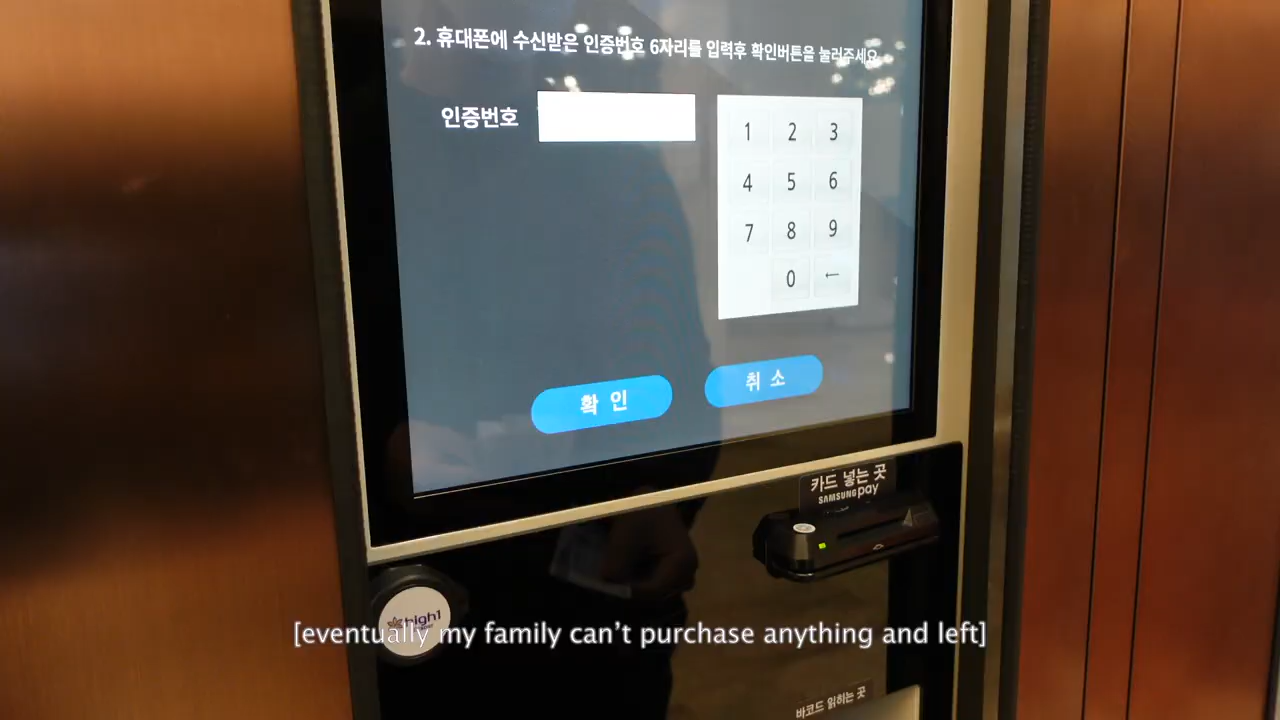 2. 휴대폰에 수신받은 인증번호 6자리를 입력후 확인버튼을 눌러주세요
인증번호
1 2 3
4 5 6
7 8 9
0 ←
확인
취소
카드 넣는 곳
SAMSUNG pay
high1
[eventually my family can't purchase anything and left]
바코드 읽하는 곳